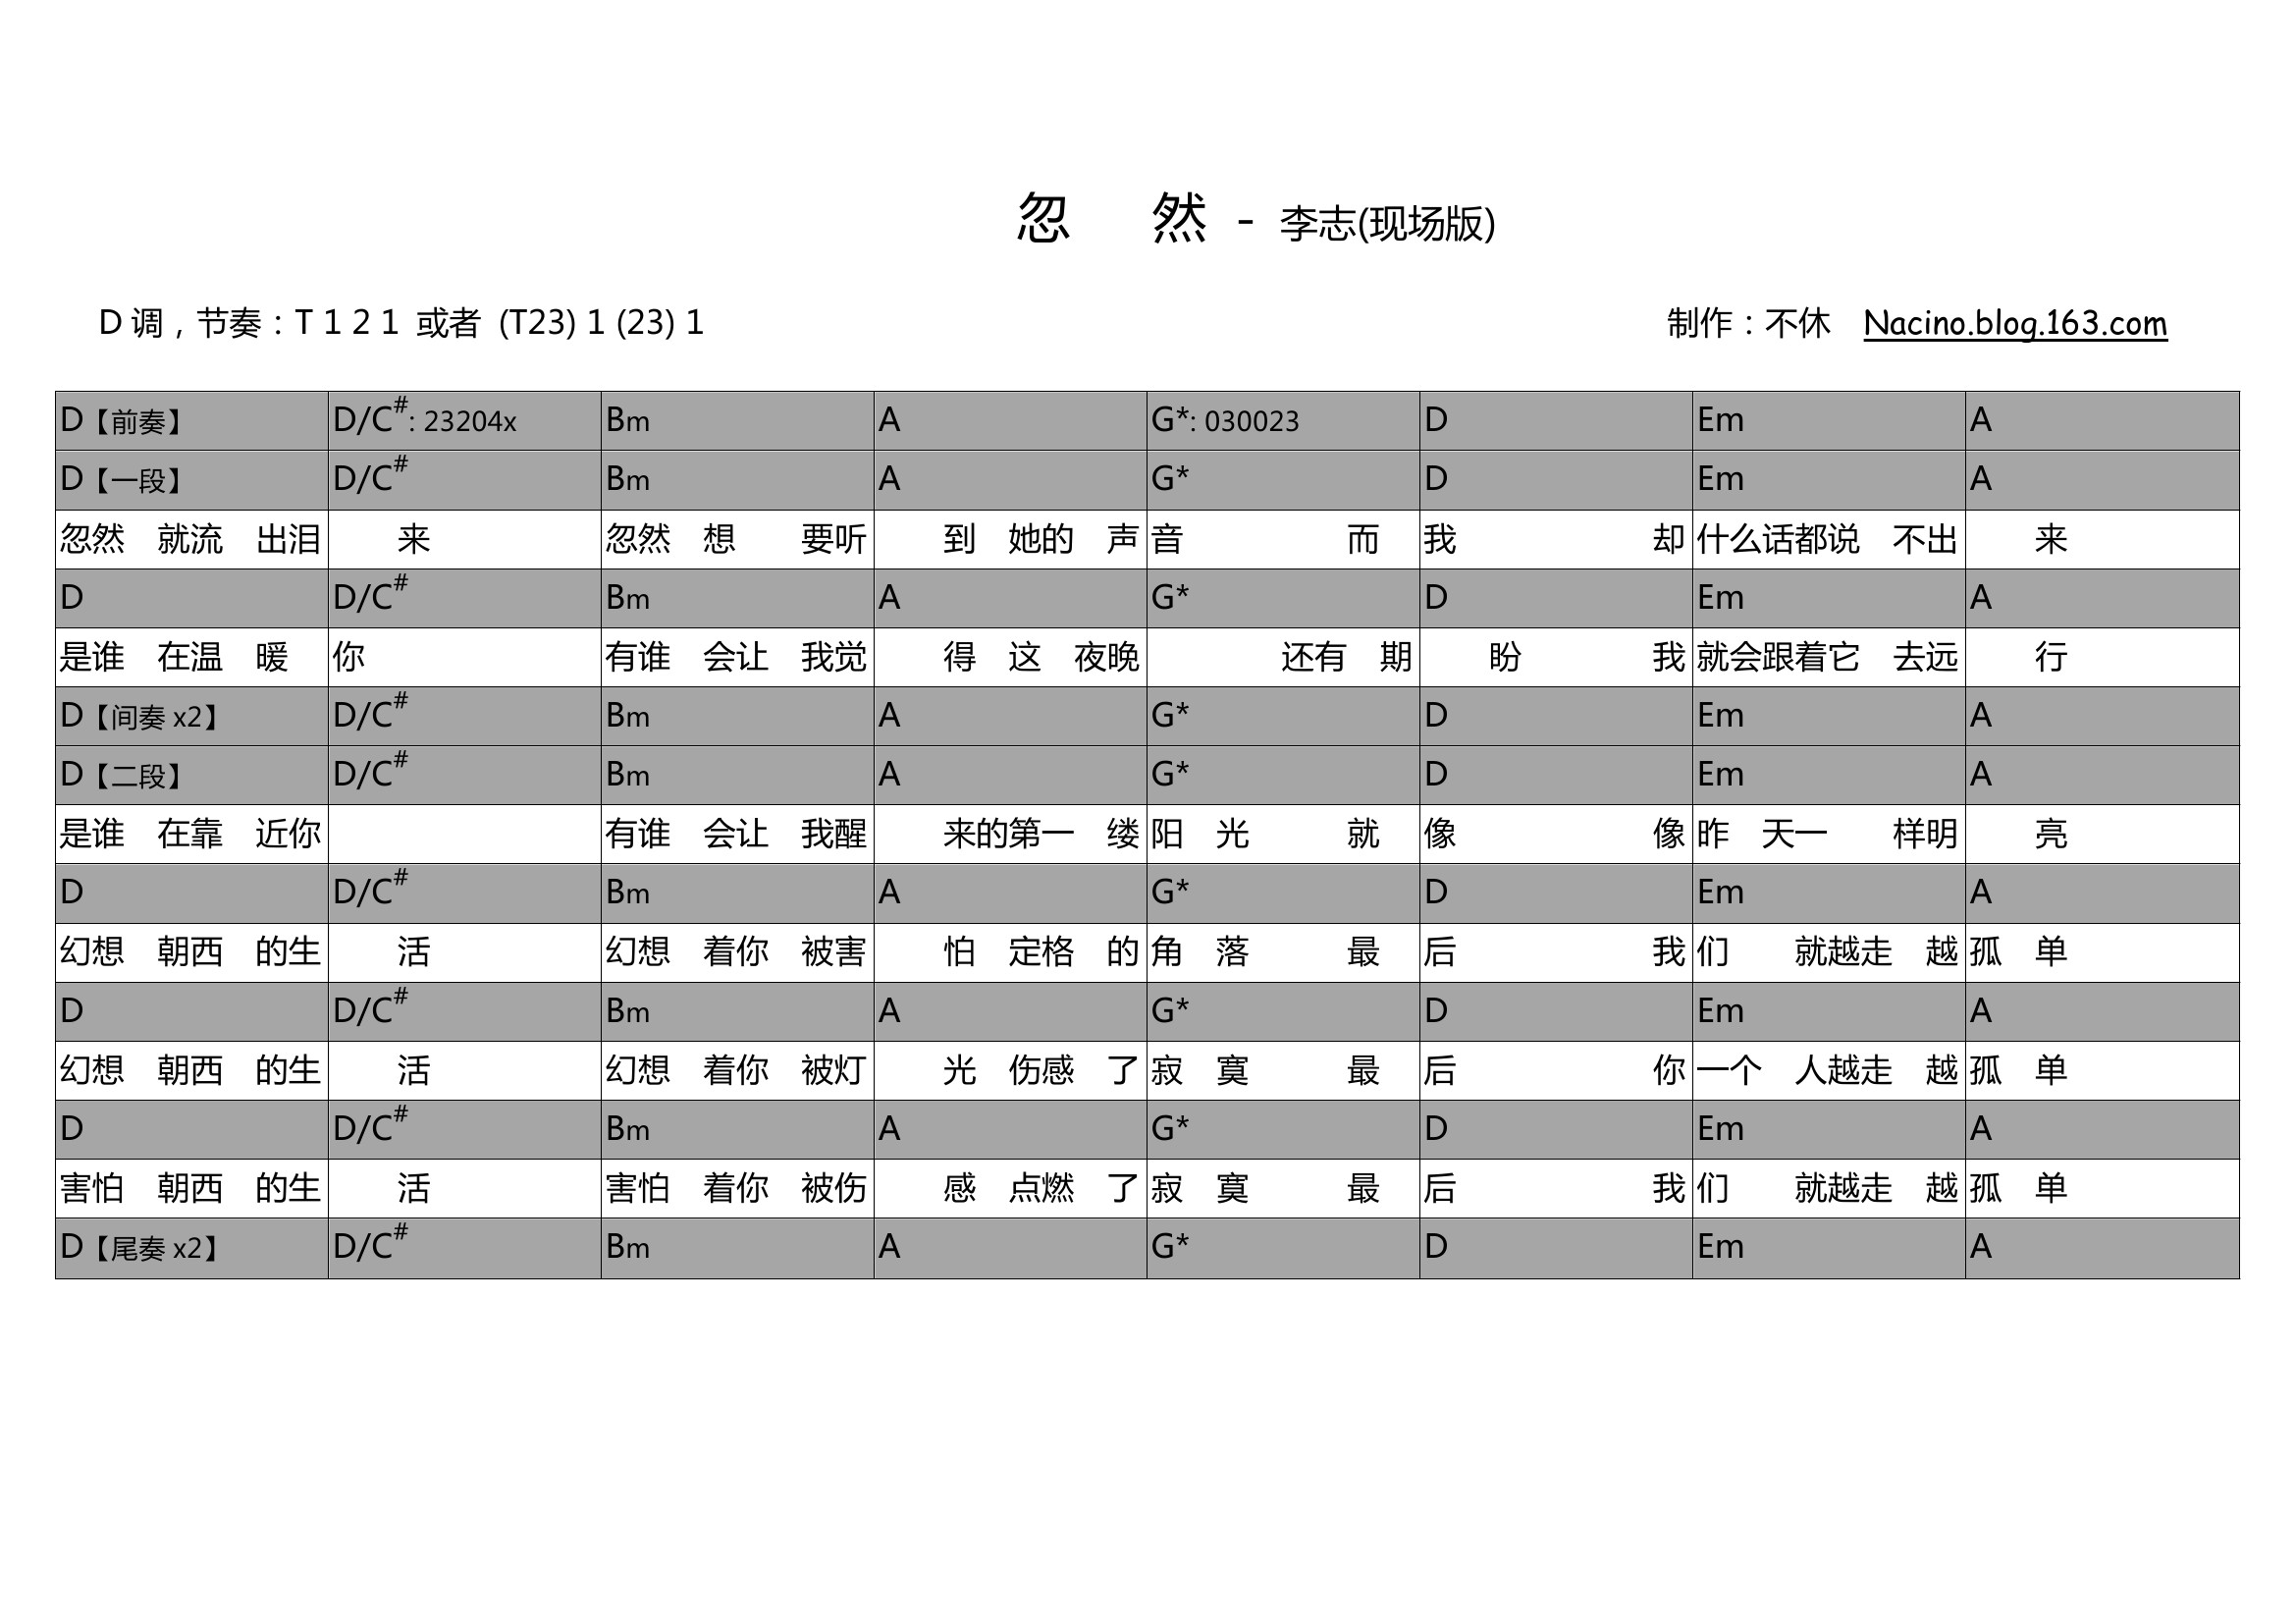 忽 然 - 李志(现场版)
D 调，节奏：T 1 2 1 或者 (T23) 1 (23) 1 制作：不休 Nacino.blog.163.com
D【前奏】 D/C#: 23204x Bm A G*: 030023 D Em A
D【一段】 D/C# Bm A G* D Em A
忽然 就流 出泪 来 忽然 想 要听 到 她的 声 音 而 我 却 什么话都说 不出 来
D D/C# Bm A G* D Em A
是谁 在温 暖 你 有谁 会让 我觉 得 这 夜晚 还有 期 盼 我 就会跟着它 去远 行
D【间奏 x2】 D/C# Bm A G* D Em A
D【二段】 D/C# Bm A G* D Em A
是谁 在靠 近你 有谁 会让 我醒 来的第一 缕 阳 光 就 像 像 昨 天一 样明 亮
D D/C# Bm A G* D Em A
幻想 朝西 的生 活 幻想 着你 被害 怕 定格 的 角 落 最 后 我 们 就越走 越 孤 单
D D/C# Bm A G* D Em A
幻想 朝西 的生 活 幻想 着你 被灯 光 伤感 了 寂 寞 最 后 你 一个 人越走 越 孤 单
D D/C# Bm A G* D Em A
害怕 朝西 的生 活 害怕 着你 被伤 感 点燃 了 寂 寞 最 后 我 们 就越走 越 孤 单
D【尾奏 x2】 D/C# Bm A G* D Em A